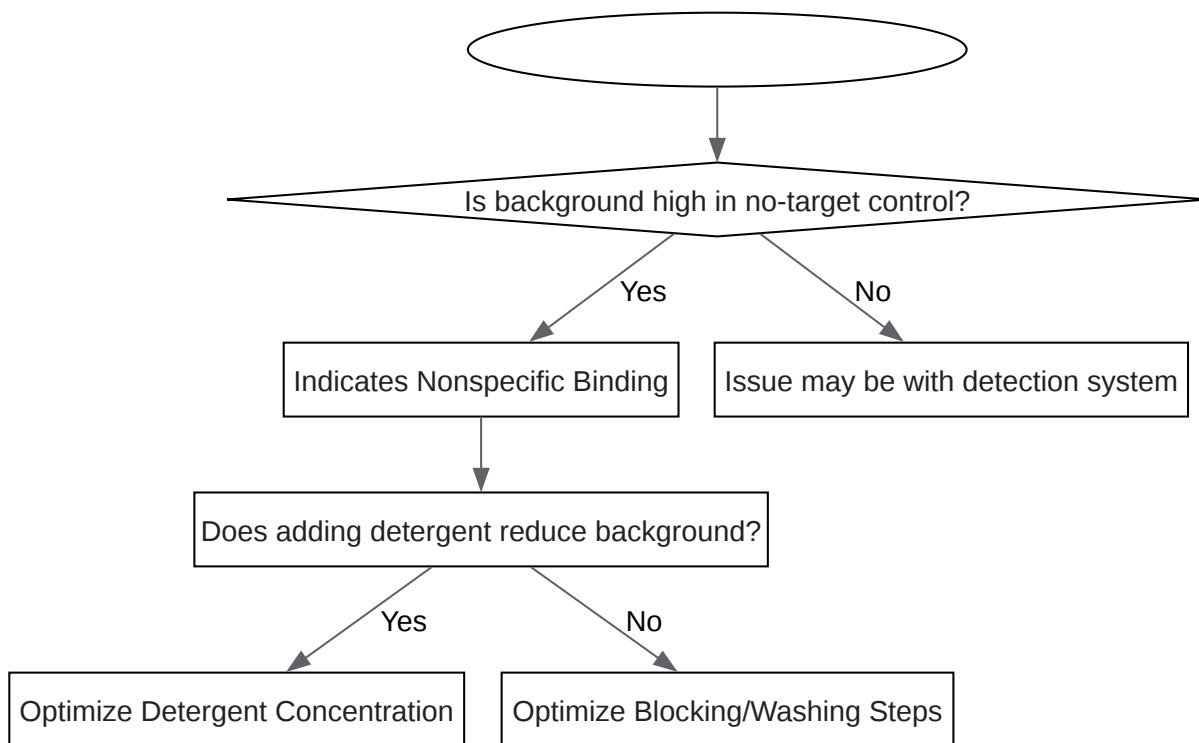 Is background high in no-target control?
Yes
No
Indicates Nonspecific Binding
Issue may be with detection system
Does adding detergent reduce background?
Yes
No
Optimize Detergent Concentration
Optimize Blocking/Washing Steps